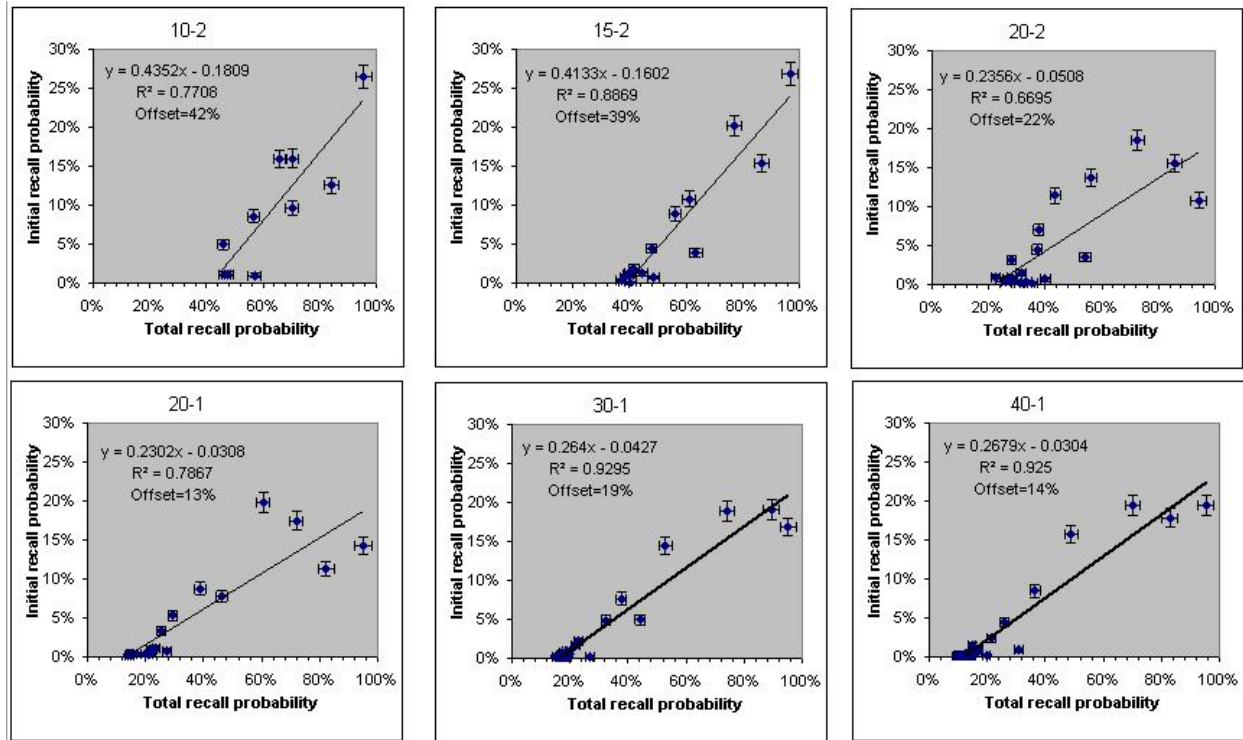 10-2
Initial recall probability
30%
25%
20%
15%
10%
5%
0%
y = 0.4352x - 0.1809
R² = 0.7708
Offset=42%
0% 20% 40% 60% 80% 100%
Total recall probability
15-2
Initial recall probability
30%
25%
20%
15%
10%
5%
0%
y = 0.4133x - 0.1602
R² = 0.8869
Offset=39%
0% 20% 40% 60% 80% 100%
Total recall probability
20-2
Initial recall prbability
30%
25%
20%
15%
10%
5%
0%
y = 0.2356x - 0.0508
R² = 0.6695
Offset=22%
0% 20% 40% 60% 80% 100%
Total recall probability
20-1
Initial recall probability
30%
25%
20%
15%
10%
5%
0%
y = 0.2302x - 0.0308
R² = 0.7867
Offset=13%
0% 20% 40% 60% 80% 100%
Total recall probability
30-1
Initial recall probability
30%
25%
20%
15%
10%
5%
0%
y = 0.264x - 0.0427
R² = 0.9295
Offset=19%
0% 20% 40% 60% 80% 100%
Total recall probability
40-1
Initial recall probability
30%
25%
20%
15%
10%
5%
0%
y = 0.2679x - 0.0304
R² = 0.925
Offset=14%
0% 20% 40% 60% 80% 100%
Total recall probability